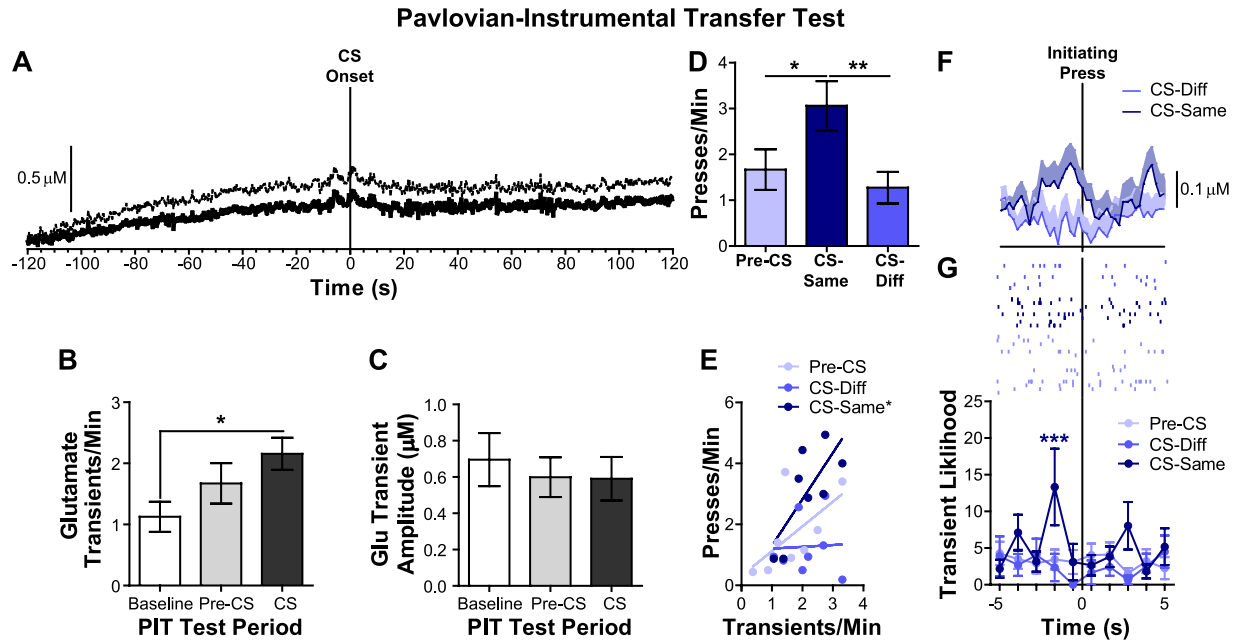 Pavlovian-Instrumental Transfer Test
A
CS
Onset
0.5 µM
-120 -100 -80 -60 -40 -20 0 20 40 60 80 100 120
Time (s)
B
Glutamate
Transients/Min
3
2
1
0
*
Baseline Pre-CS CS
PIT Test Period
C
Glu Transient
Amplitude (µM)
1.0
0.8
0.6
0.4
0.2
0.0
Baseline Pre-CS CS
PIT Test Period
D
Presses/Min
4
3
2
1
0
* **
Pre-CS CS-
Same CS-
Diff
E
Pre-CS
CS-Diff
CS-Same*
Presses/Min
6
4
2
0
0 1 2 3 4
Transients/Min
F
Initiating
Press
CS-Diff
CS-Same
0.1 µM
G
Transient Liklihood
25
20
15
10
5
0
***
Pre-CS
CS-Diff
CS-Same
-5 0 5
Time (s)